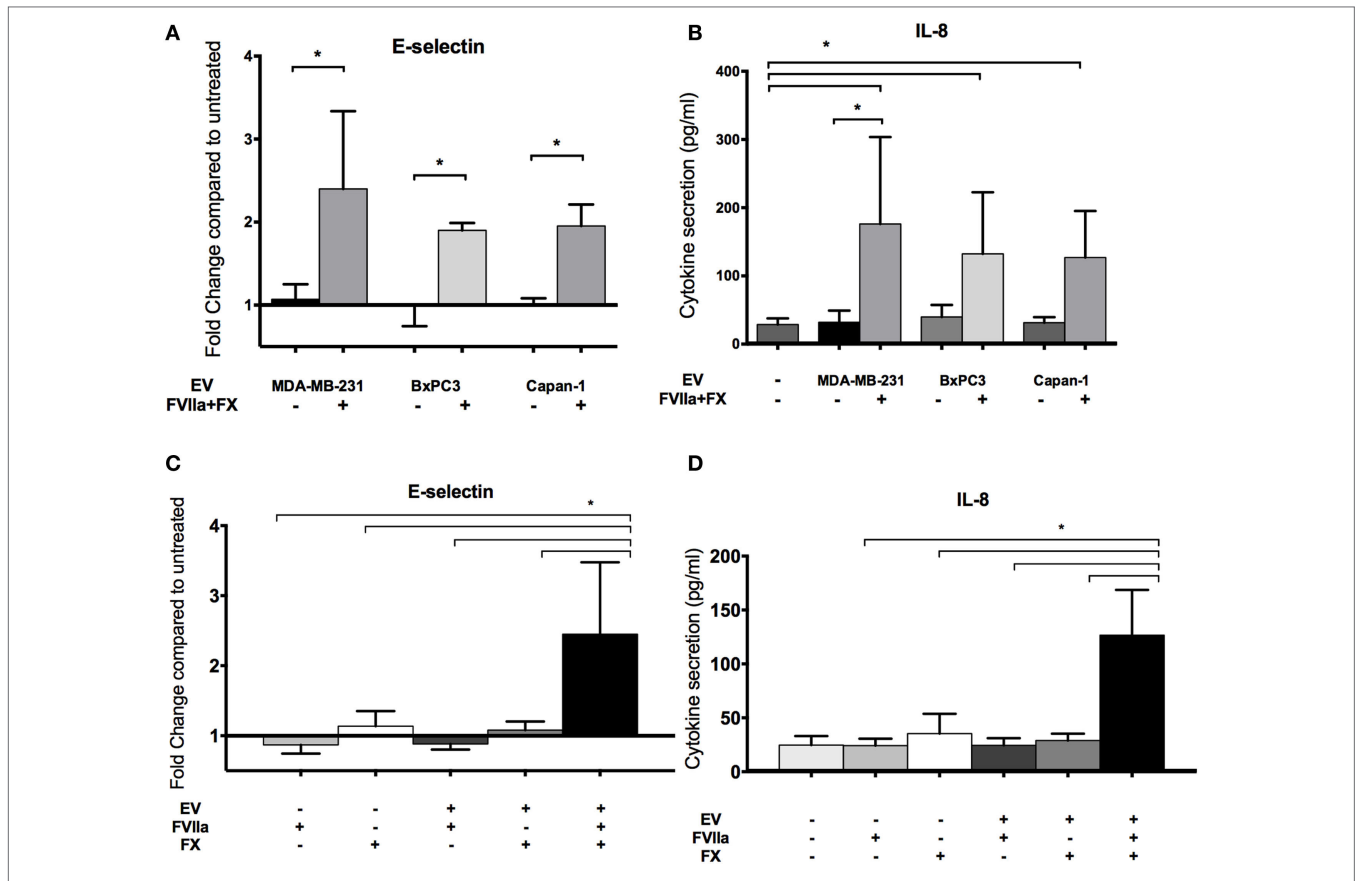 A
E-selectin
Fold Change compared to untreated
4
3
2
1
*
*
*
EV MDA-MB-231 BxPC3 Capan-1
FVIIa+FX - + - + - +
B
IL-8
Cytokine secretion (pg/ml)
400
300
200
100
0
*
*
EV - MDA-MB-231 BxPC3 Capan-1
FVIIa+FX - - + - + - +
C
E-selectin
Fold Change compared to untreated
4
3
2
1
*
EV - - + + +
FVIIa + - + - +
FX - + - + +
D
IL-8
Cytokine secretion (pg/ml)
200
150
100
50
0
*
EV - - - + + +
FVIIa - + - + - +
FX - - + - + +